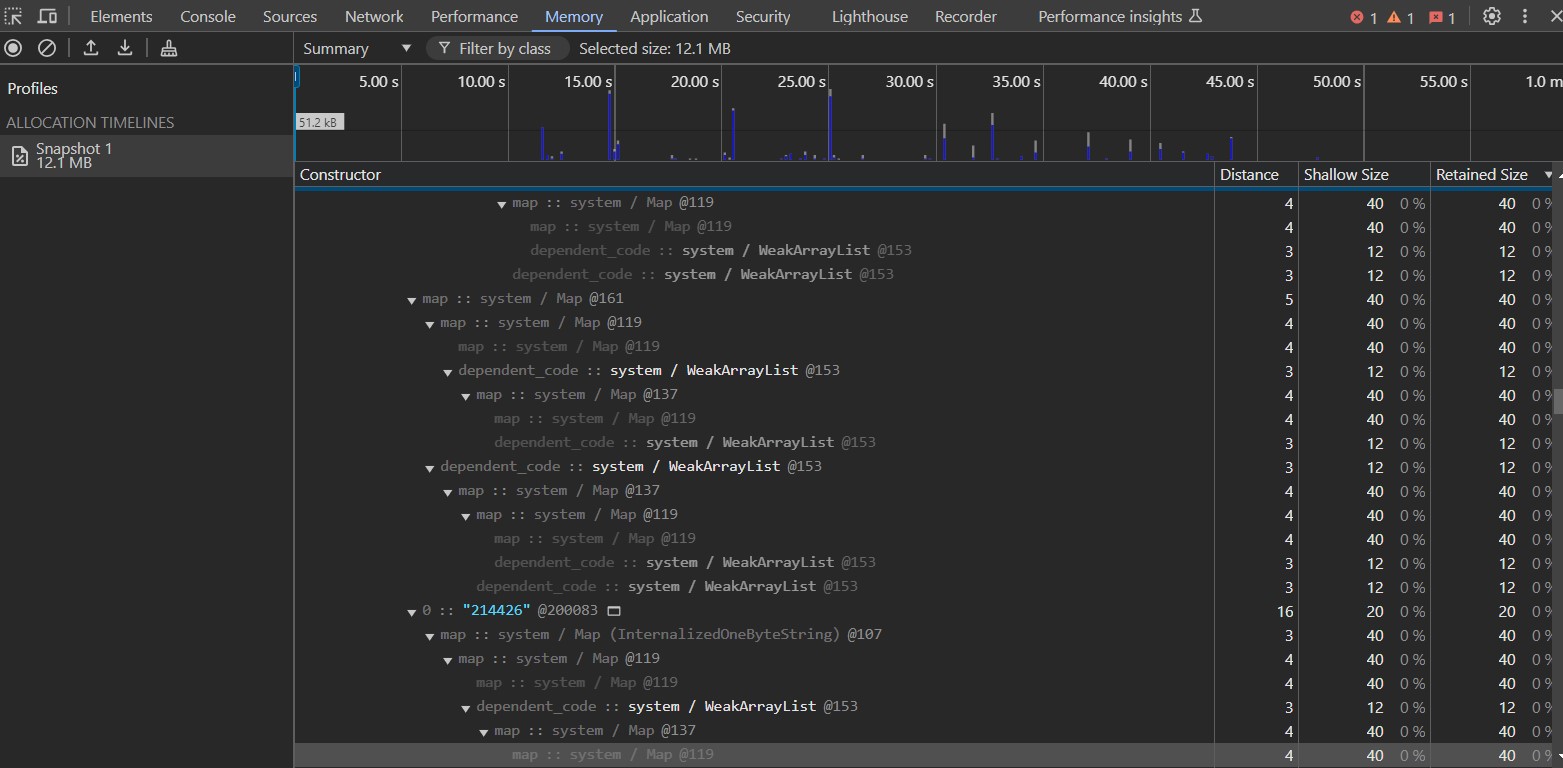 Elements Console Sources Network Performance Memory Application Security Lighthouse Recorder Performance insights 1 1 1
Summary Filter by class Selected size: 12.1 MB
Profiles
ALLOCATION TIMELINES
Snapshot 1
12.1 MB
5.00 s 10.00 s 15.00 s 20.00 s 25.00 s 30.00 s 35.00 s 40.00 s 45.00 s 50.00 s 55.00 s 1.0 m
51.2 kB
Constructor Distance Shallow Size Retained Size
map :: system / Map @119 4 40 0 % 40 0 %
map :: system / Map @119 4 40 0 % 40 0 %
dependent_code :: system / WeakArrayList @153 3 12 0 % 12 0 %
dependent_code :: system / WeakArrayList @153 3 12 0 % 12 0 %
map :: system / Map @161 5 40 0 % 40 0 %
map :: system / Map @119 4 40 0 % 40 0 %
map :: system / Map @119 4 40 0 % 40 0 %
dependent_code :: system / WeakArrayList @153 3 12 0 % 12 0 %
map :: system / Map @137 4 40 0 % 40 0 %
map :: system / Map @119 4 40 0 % 40 0 %
dependent_code :: system / WeakArrayList @153 3 12 0 % 12 0 %
dependent_code :: system / WeakArrayList @153 3 12 0 % 12 0 %
map :: system / Map @137 4 40 0 % 40 0 %
map :: system / Map @119 4 40 0 % 40 0 %
map :: system / Map @119 4 40 0 % 40 0 %
dependent_code :: system / WeakArrayList @153 3 12 0 % 12 0 %
dependent_code :: system / WeakArrayList @153 3 12 0 % 12 0 %
0 :: "214426" @200083 16 20 0 % 20 0 %
map :: system / Map (InternalizedOneByteString) @107 3 40 0 % 40 0 %
map :: system / Map @119 4 40 0 % 40 0 %
map :: system / Map @119 4 40 0 % 40 0 %
dependent_code :: system / WeakArrayList @153 3 12 0 % 12 0 %
map :: system / Map @137 4 40 0 % 40 0 %
map :: system / Map @119 4 40 0 % 40 0 %